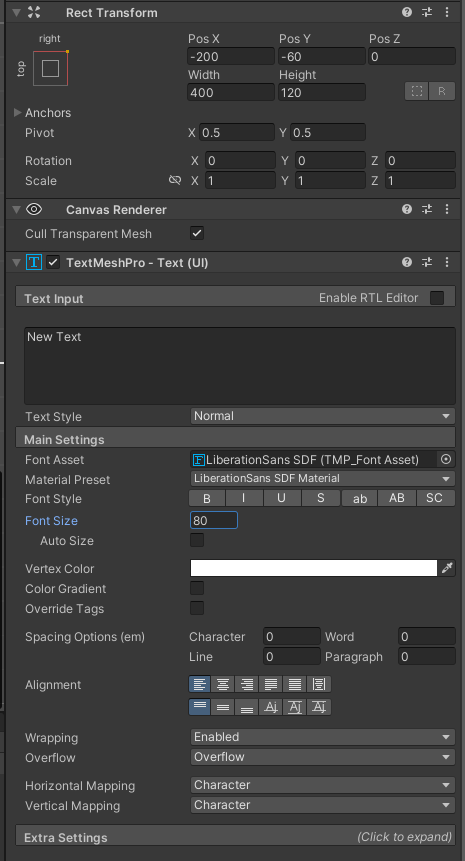 Rect Transform
right
top
Pos X Pos Y Pos Z
-200 -60 0
Width Height
400 120
R
Anchors
Pivot X 0.5 Y 0.5
Rotation X 0 Y 0 Z 0
Scale X 1 Y 1 Z 1
Canvas Renderer
Cull Transparent Mesh
T TextMeshPro - Text (UI)
Text Input Enable RTL Editor
New Text
Text Style Normal
Main Settings
Font Asset LiberationSans SDF (TMP_Font Asset)
Material Preset LiberationSans SDF Material
Font Style B I U S ab AB SC
Font Size 80
Auto Size
Vertex Color
Color Gradient
Override Tags
Spacing Options (em) Character 0 Word 0
Line 0 Paragraph 0
Alignment
Wrapping Enabled
Overflow Overflow
Horizontal Mapping Character
Vertical Mapping Character
Extra Settings (Click to expand)